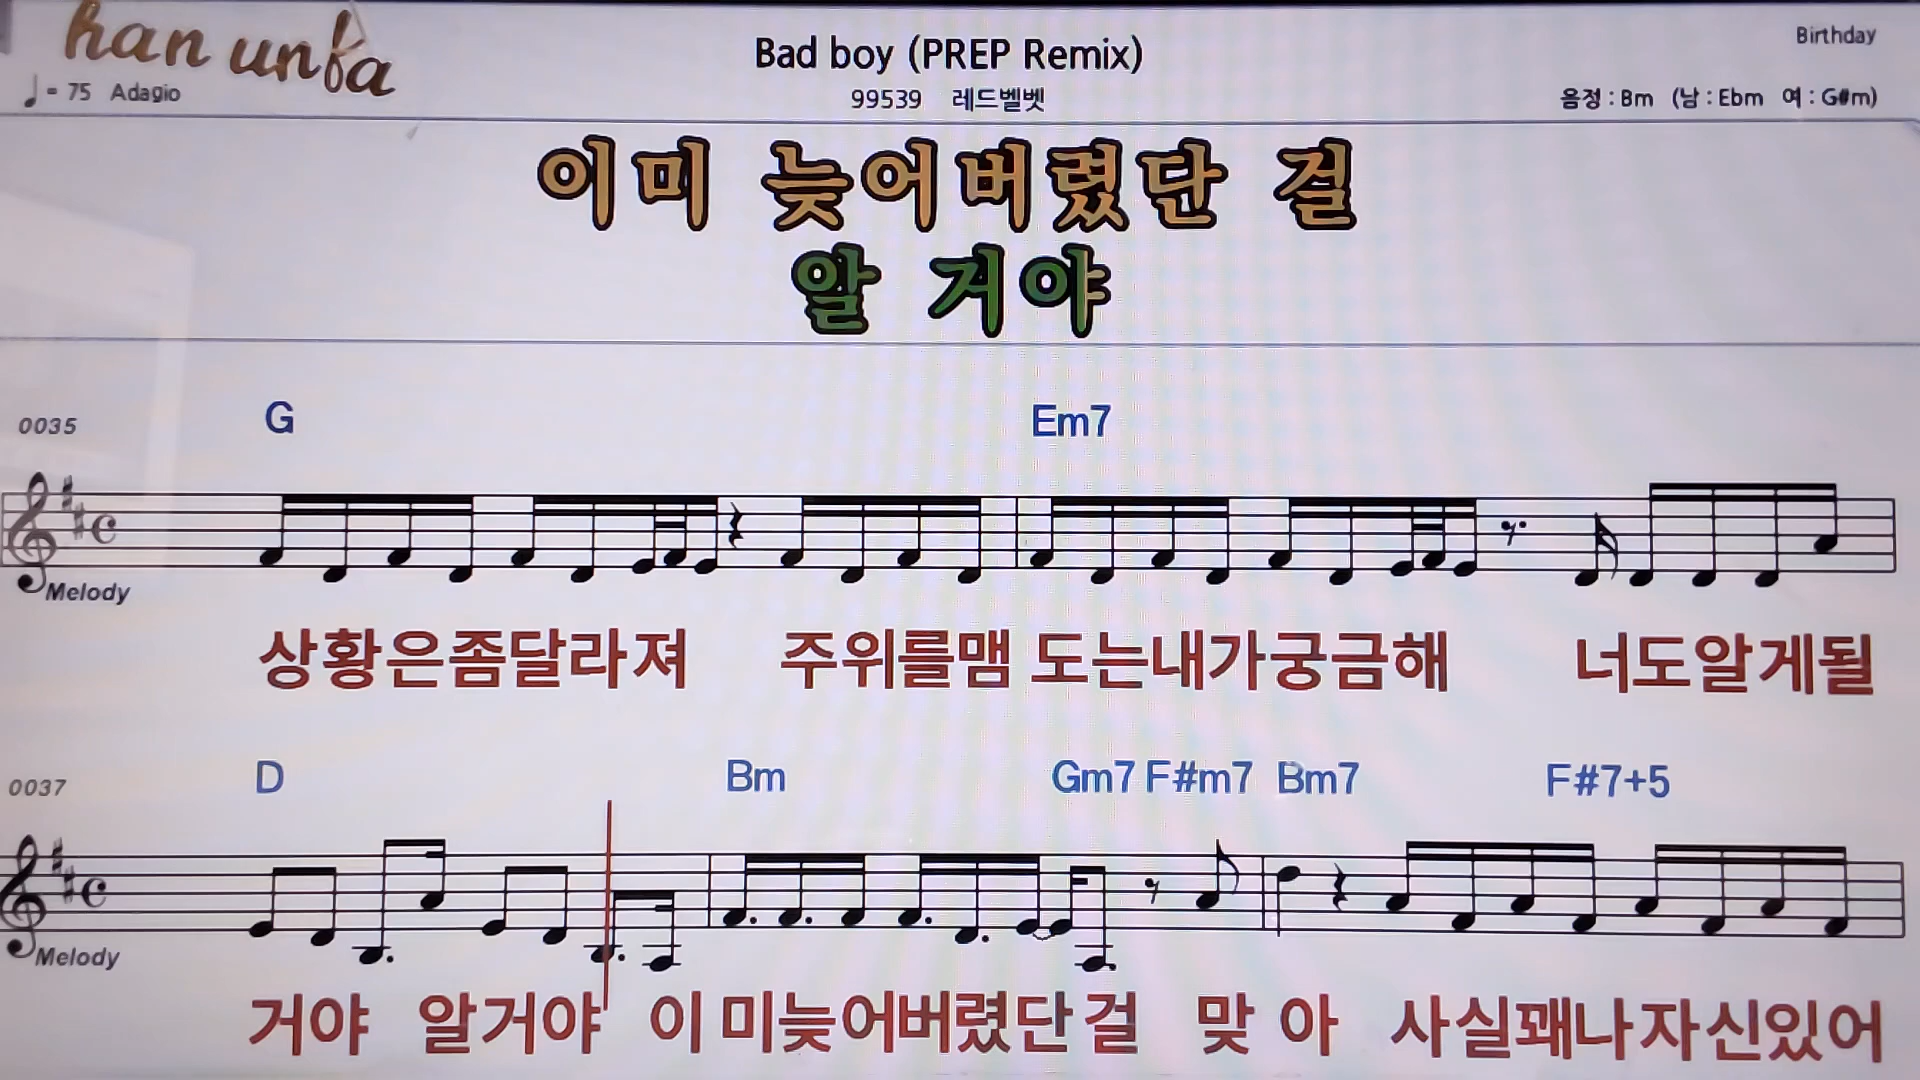 han unfa
Bad boy (PREP Remix)
Birthday
♩= 75 Adagio
99539 레드벨벳
음정 : Bm (남 : Ebm 여 : G#m)
이미 늦어버렸단 걸
알 거야
0035 G Em7
Melody
상황은좀달라져 주위를맴 도는내가궁금해 너도알게될
0037 D Bm Gm7 F#m7 Bm7 F#7+5
Melody
거야 알거야 이 미늦어버렸단걸 맞 아 사실꽤나자신있어